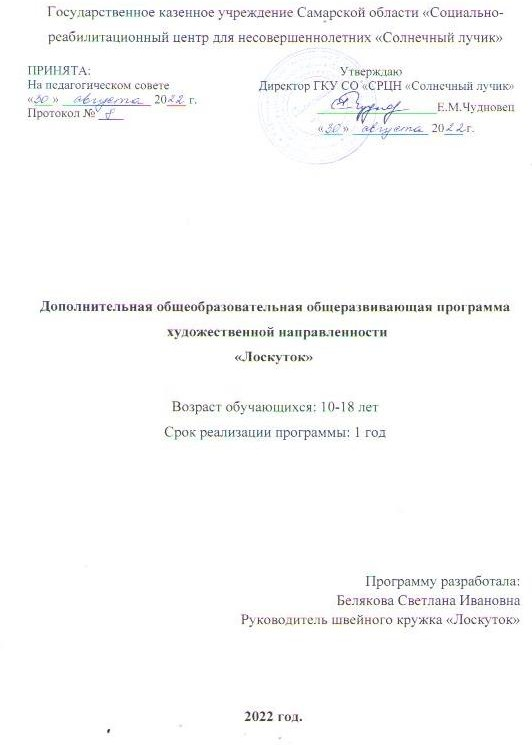 Государственное казенное учреждение Самарской области «Социально-
реабилитационный центр для несовершеннолетних «Солнечный лучик»
ПРИНЯТА:
На педагогическом совете
«30» августа 2022 г.
Протокол № 8
Утверждаю
Директор ГКУ СО «СРЦН «Солнечный лучик»
Е.М.Чудновец
«30» августа 2022г.
Дополнительная общеобразовательная общеразвивающая программа
художественной направленности
«Лоскуток»
Возраст обучающихся: 10-18 лет
Срок реализации программы: 1 год
Программу разработала:
Белякова Светлана Ивановна
Руководитель швейного кружка «Лоскуток»
2022 год.